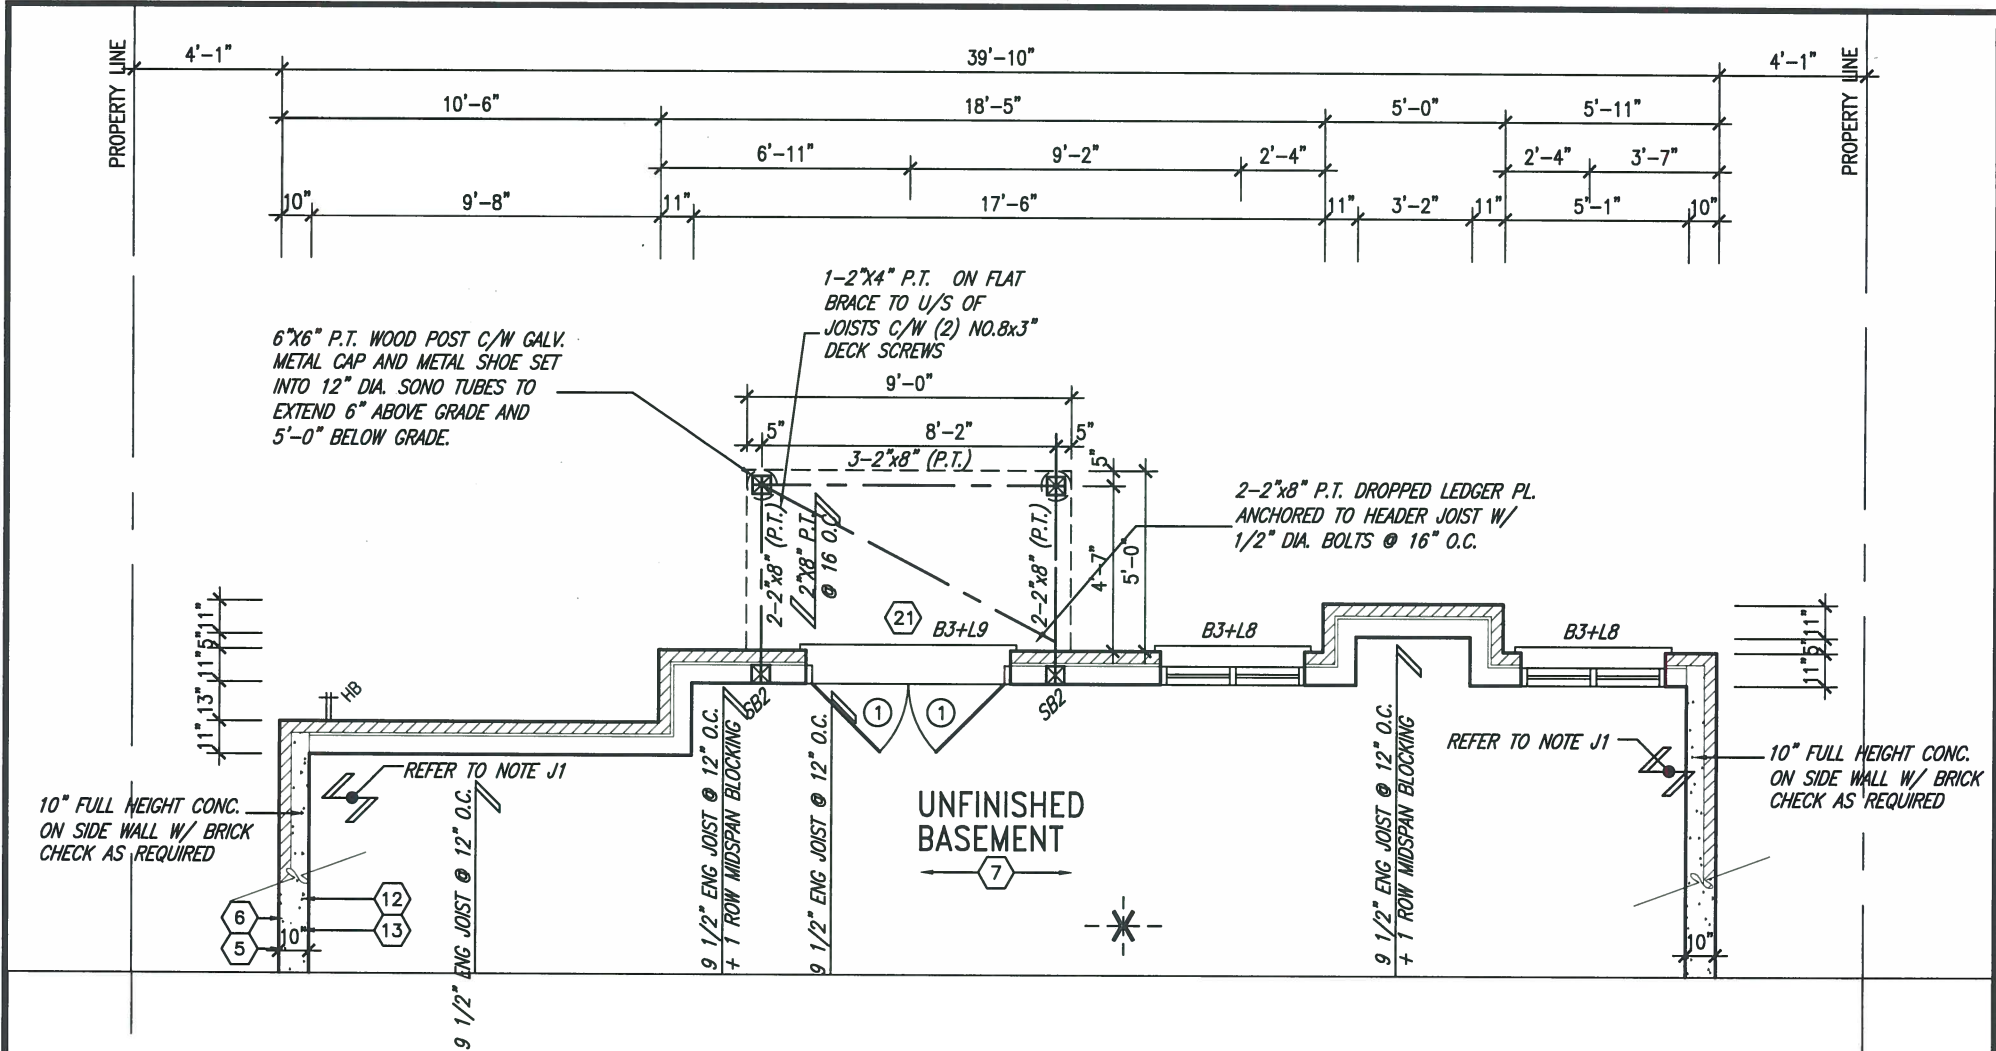 PROPERTY LINE
4'-1"
39'-10"
4'-1"
PROPERTY LINE
10'-6"
18'-5"
5'-0"
5'-11"
6'-11"
9'-2"
2'-4"
2'-4"
3'-7"
10"
9'-8"
11"
17'-6"
11"
3'-2"
11"
5'-1"
10"
1-2"X4" P.T. ON FLAT
BRACE TO U/S OF
JOISTS C/W (2) NO.8x3"
DECK SCREWS
6"X6" P.T. WOOD POST C/W GALV.
METAL CAP AND METAL SHOE SET
INTO 12" DIA. SONO TUBES TO
EXTEND 6" ABOVE GRADE AND
5'-0" BELOW GRADE.
9'-0"
5"
8'-2"
5"
3-2"x8" (P.T.)
5"
2-2"x8" P.T. DROPPED LEDGER PL.
ANCHORED TO HEADER JOIST W/
1/2" DIA. BOLTS @ 16" O.C.
2-2"x8" (P.T.)
2"X8" P.T.
@ 16 O.C.
2-2"x8" (P.T.)
4'-7"
5'-0"
21
B3+L9
B3+L8
B3+L8
11"
5"
11"
13"
11"
11"
5"
11"
HB
SB2
SB2
1
1
REFER TO NOTE J1
REFER TO NOTE J1
10" FULL HEIGHT CONC.
ON SIDE WALL W/ BRICK
CHECK AS REQUIRED
10" FULL HEIGHT CONC.
ON SIDE WALL W/ BRICK
CHECK AS REQUIRED
9 1/2" ENG JOIST @ 12" O.C.
9 1/2" ENG JOIST @ 12" O.C.
+ 1 ROW MIDSPAN BLOCKING
9 1/2" ENG JOIST @ 12" O.C.
UNFINISHED
BASEMENT
7
9 1/2" ENG JOIST @ 12" O.C.
+ 1 ROW MIDSPAN BLOCKING
6
5
10"
12
13
10"